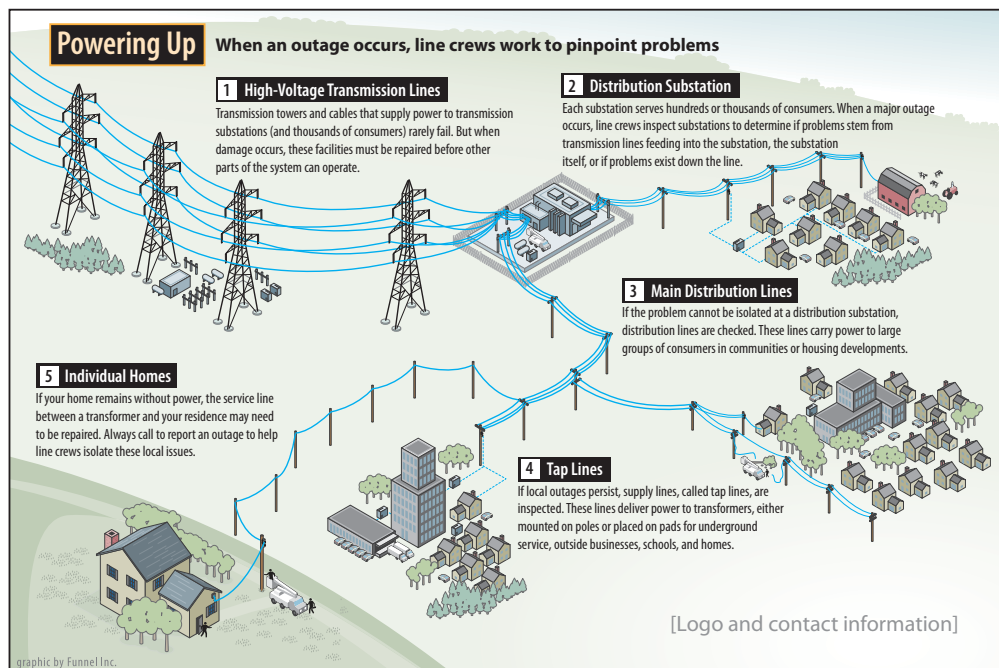 Powering Up
When an outage occurs, line crews work to pinpoint problems
1 High-Voltage Transmission Lines
Transmission towers and cables that supply power to transmission
substations (and thousands of consumers) rarely fail. But when
damage occurs, these facilities must be repaired before other
parts of the system can operate.
2 Distribution Substation
Each substation serves hundreds or thousands of consumers. When a major outage
occurs, line crews inspect substations to determine if problems stem from
transmission lines feeding into the substation, the substation
itself, or if problems exist down the line.
3 Main Distribution Lines
If the problem cannot be isolated at a distribution substation,
distribution lines are checked. These lines carry power to large
groups of consumers in communities or housing developments.
4 Tap Lines
If local outages persist, supply lines, called tap lines, are
inspected. These lines deliver power to transformers, either
mounted on poles or placed on pads for underground
service, outside businesses, schools, and homes.
5 Individual Homes
If your home remains without power, the service line
between a transformer and your residence may need
to be repaired. Always call to report an outage to help
line crews isolate these local issues.
[Logo and contact information]
graphic by Funnel Inc.